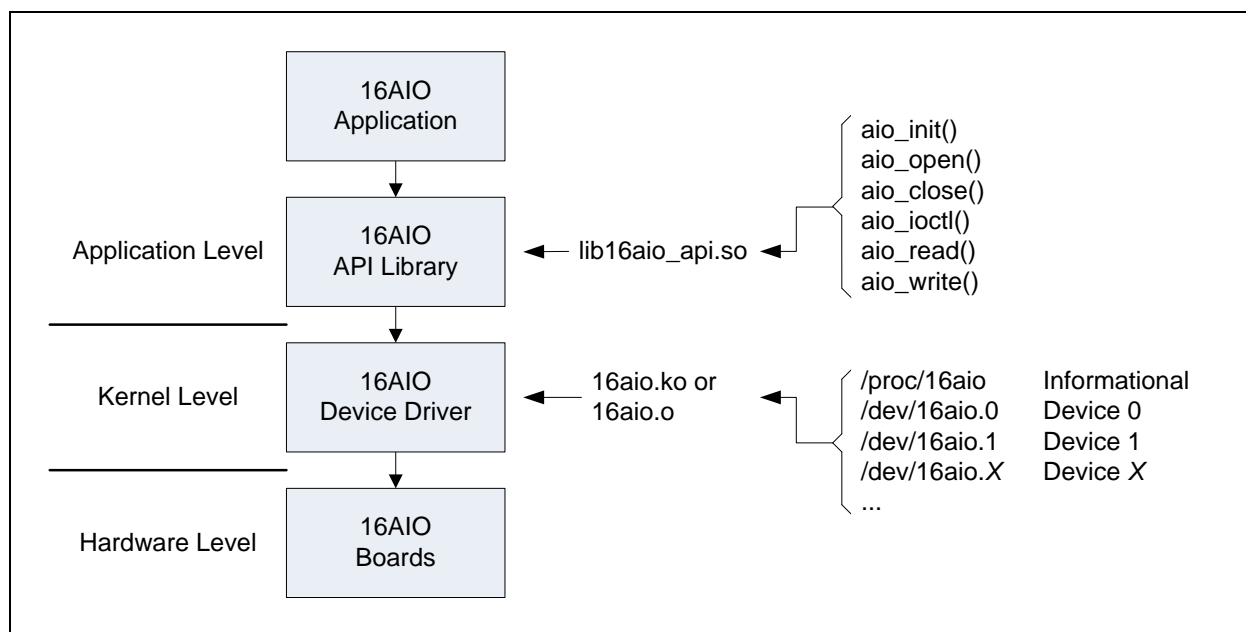 16AIO
Application
16AIO
API Library
16AIO
Device Driver
16AIO
Boards
Application Level
Kernel Level
Hardware Level
lib16aio_api.so
aio_init()
aio_open()
aio_close()
aio_ioctl()
aio_read()
aio_write()
16aio.ko or
16aio.o
/proc/16aio Informational
/dev/16aio.0 Device 0
/dev/16aio.1 Device 1
/dev/16aio.X Device X
...